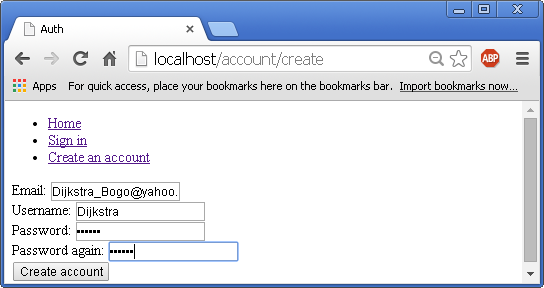 Auth
localhost/account/create
ABP
Apps For quick access, place your bookmarks here on the bookmarks bar. Import bookmarks now...
Home
Sign in
Create an account
Email: Dijkstra_Bogo@yahoo.
Username: Dijkstra
Password: ••••••
Password again: ••••••
Create account